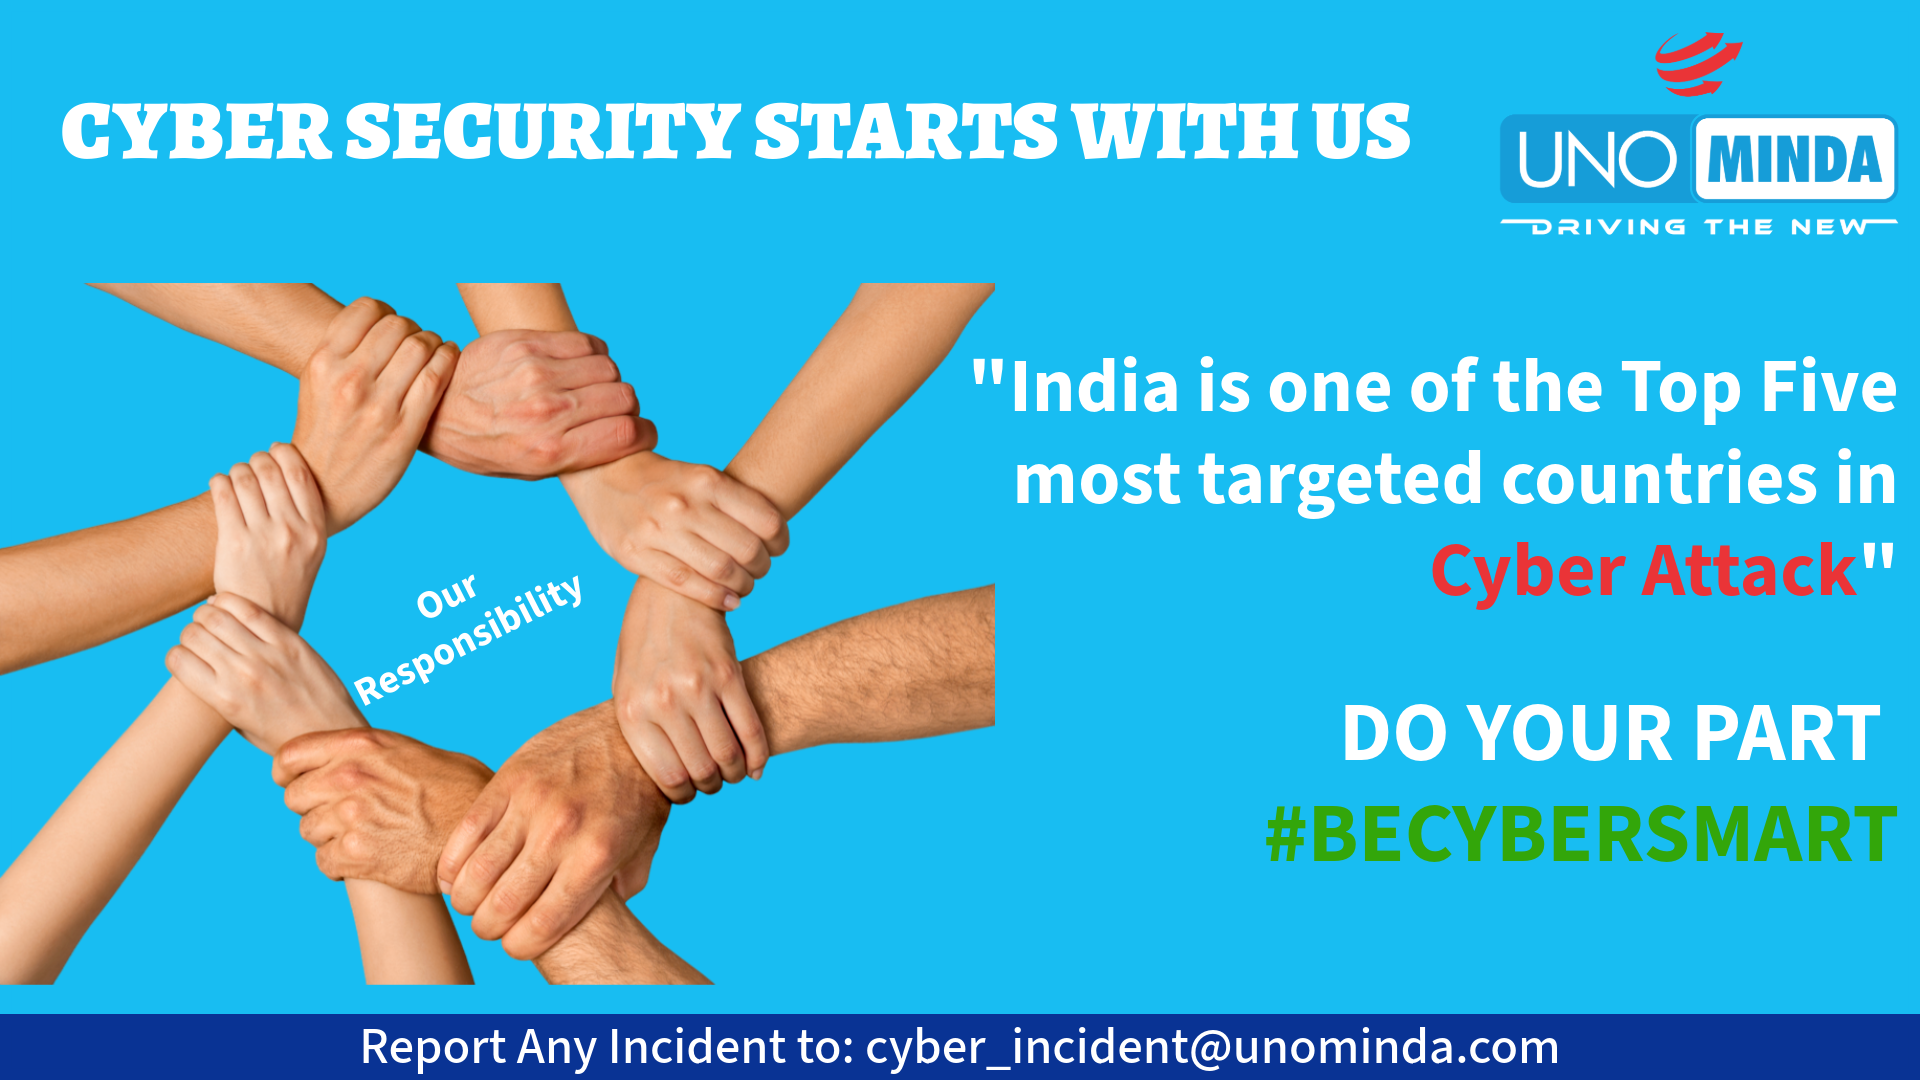 CYBER SECURITY STARTS WITH US
UNO MINDA
DRIVING THE NEW
"India is one of the Top Five
most targeted countries in
Cyber Attack"
Our
Responsibility
DO YOUR PART
#BECYBERSMART
Report Any Incident to: cyber_incident@unominda.com